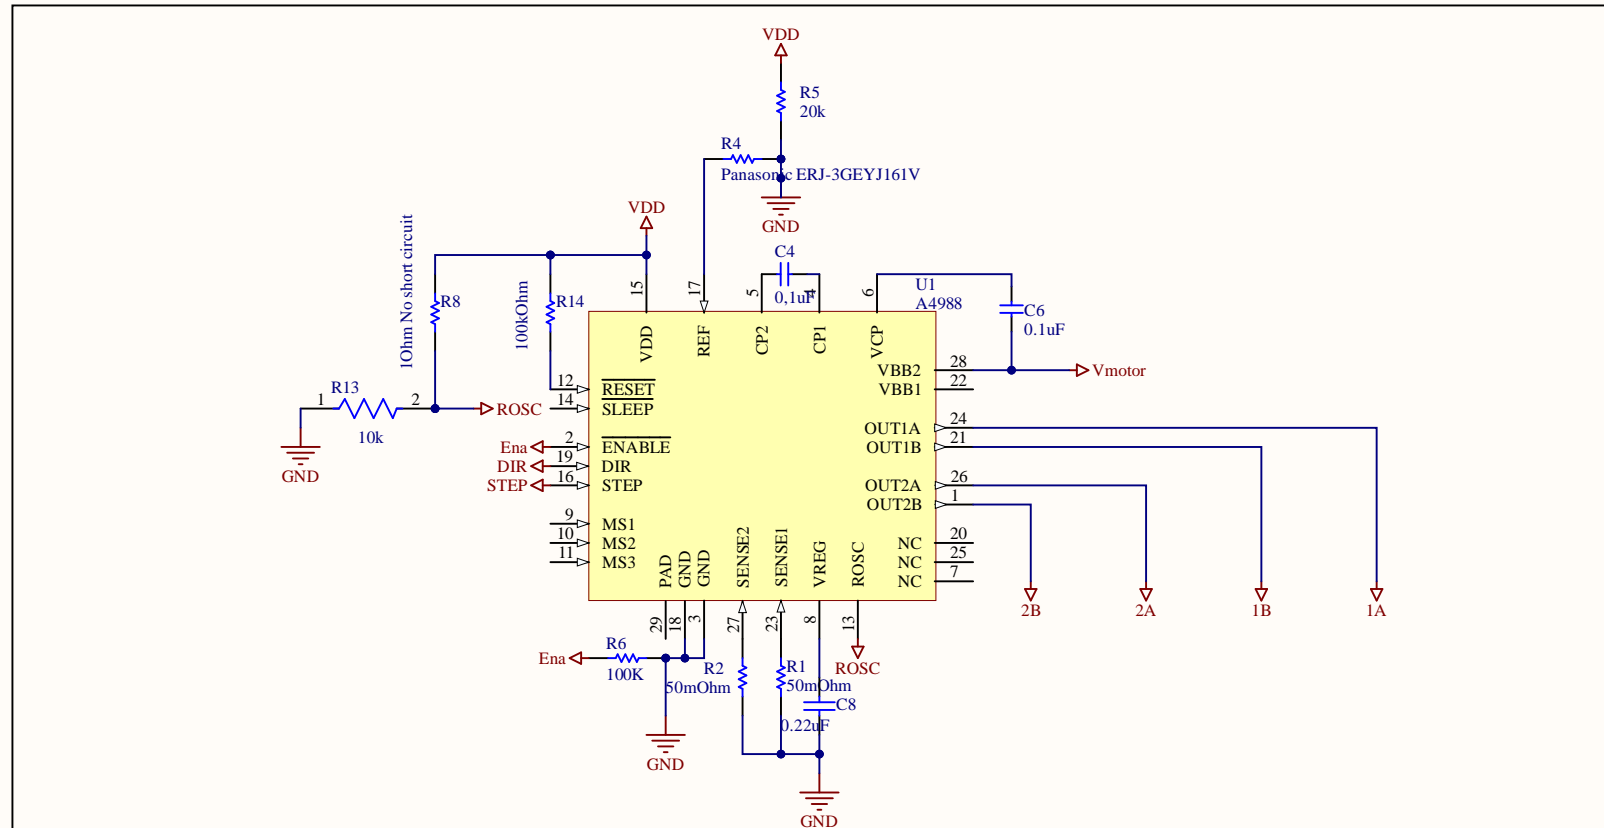 VDD
R5
20k
R4
Panasonic ERJ-3GEYJ161V
GND
VDD
1Ohm No short circuit
R8
100kOhm
R14
15
17
C4
5
4
0,1uF
6
U1
A4988
C6
0.1uF
VDD
REF
CP2
CP1
VCP
VBB2
28
Vmotor
VBB1
22
R13
1
2
10k
GND
ROSC
12
RESET
14
SLEEP
Ena
2
ENABLE
DIR
19
DIR
STEP
16
STEP
9
MS1
10
MS2
11
MS3
OUT1A
24
OUT1B
21
OUT2A
26
OUT2B
1
NC
20
NC
25
NC
7
PAD
GND
GND
SENSE2
SENSE1
VREG
ROSC
29
18
3
27
23
8
13
2B
2A
1B
1A
Ena
R6
100K
R2
50mOhm
R1
50mOhm
ROSC
C8
0.22uF
GND
GND